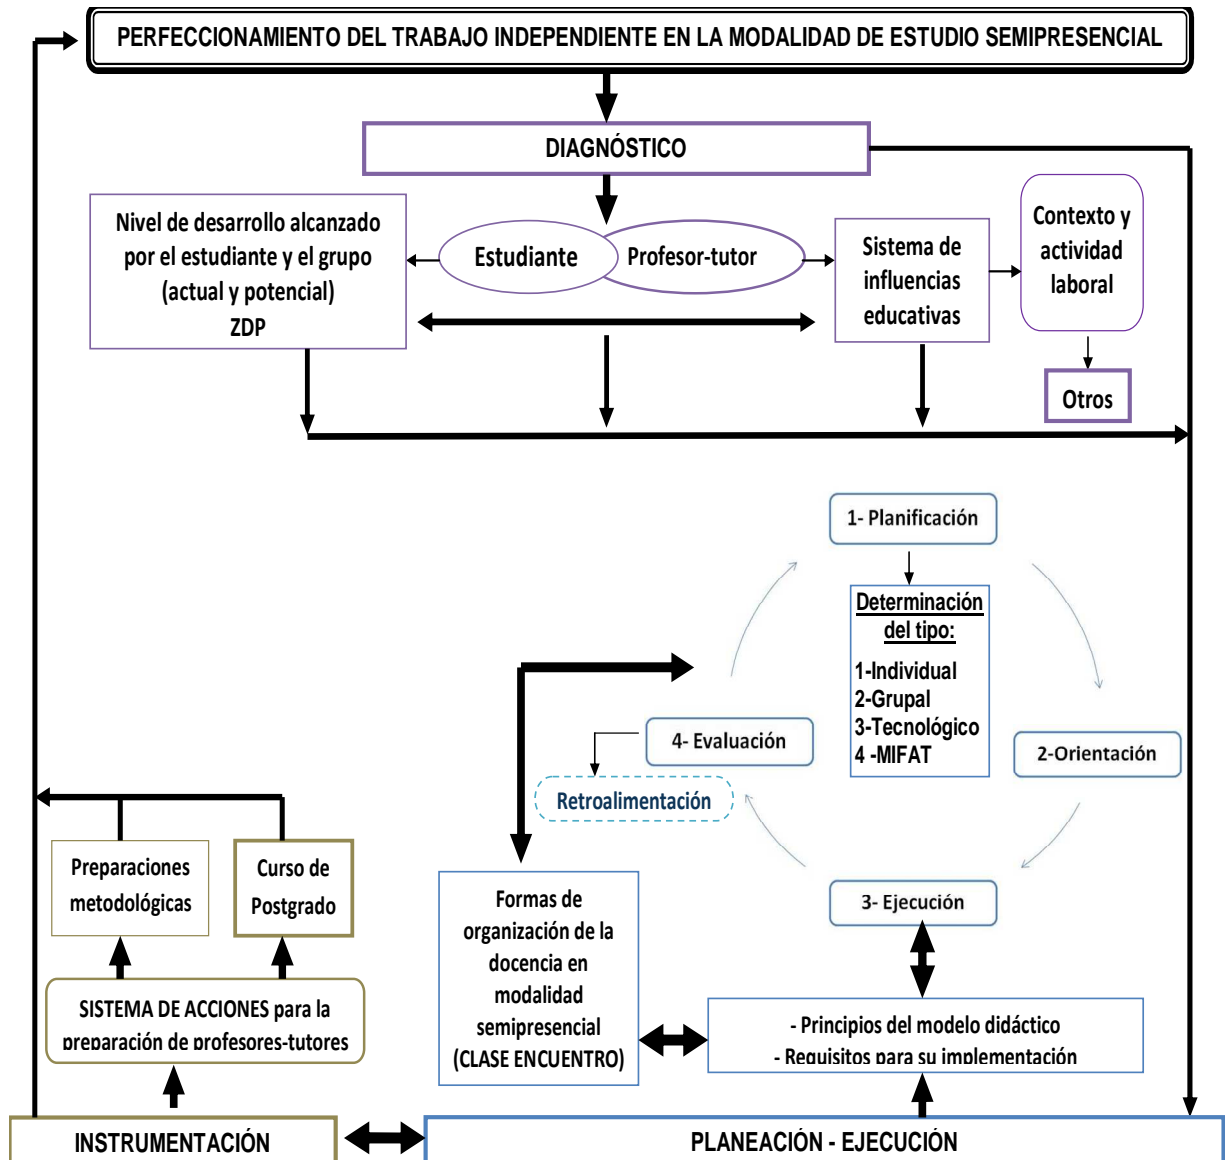 PERFECCIONAMIENTO DEL TRABAJO INDEPENDIENTE EN LA MODALIDAD DE ESTUDIO SEMIPRESENCIAL
DIAGNÓSTICO
Nivel de desarrollo alcanzado
por el estudiante y el grupo
(actual y potencial)
ZDP
Estudiante
Profesor-tutor
Sistema de
influencias
educativas
Contexto y
actividad
laboral
Otros
1- Planificación
Determinación
del tipo:
1-Individual
2-Grupal
3-Tecnológico
4 -MIFAT
2-Orientación
3- Ejecución
4- Evaluación
Retroalimentación
Preparaciones
metodológicas
Curso de
Postgrado
SISTEMA DE ACCIONES para la
preparación de profesores-tutores
Formas de
organización de la
docencia en
modalidad
semipresencial
(CLASE ENCUENTRO)
- Principios del modelo didáctico
- Requisitos para su implementación
INSTRUMENTACIÓN
PLANEACIÓN - EJECUCIÓN